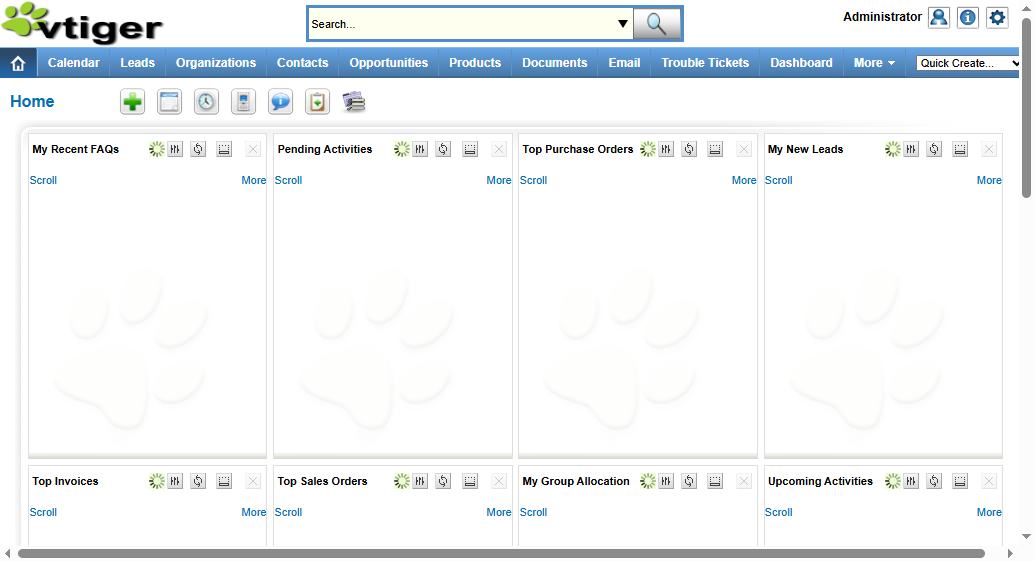 vtiger
Search...
Administrator
Calendar Leads Organizations Contacts Opportunities Products Documents Email Trouble Tickets Dashboard More Quick Create...
Home
My Recent FAQs Pending Activities Top Purchase Orders My New Leads
Scroll More Scroll More Scroll More Scroll More
Top Invoices Top Sales Orders My Group Allocation Upcoming Activities
Scroll More Scroll More Scroll Scroll More